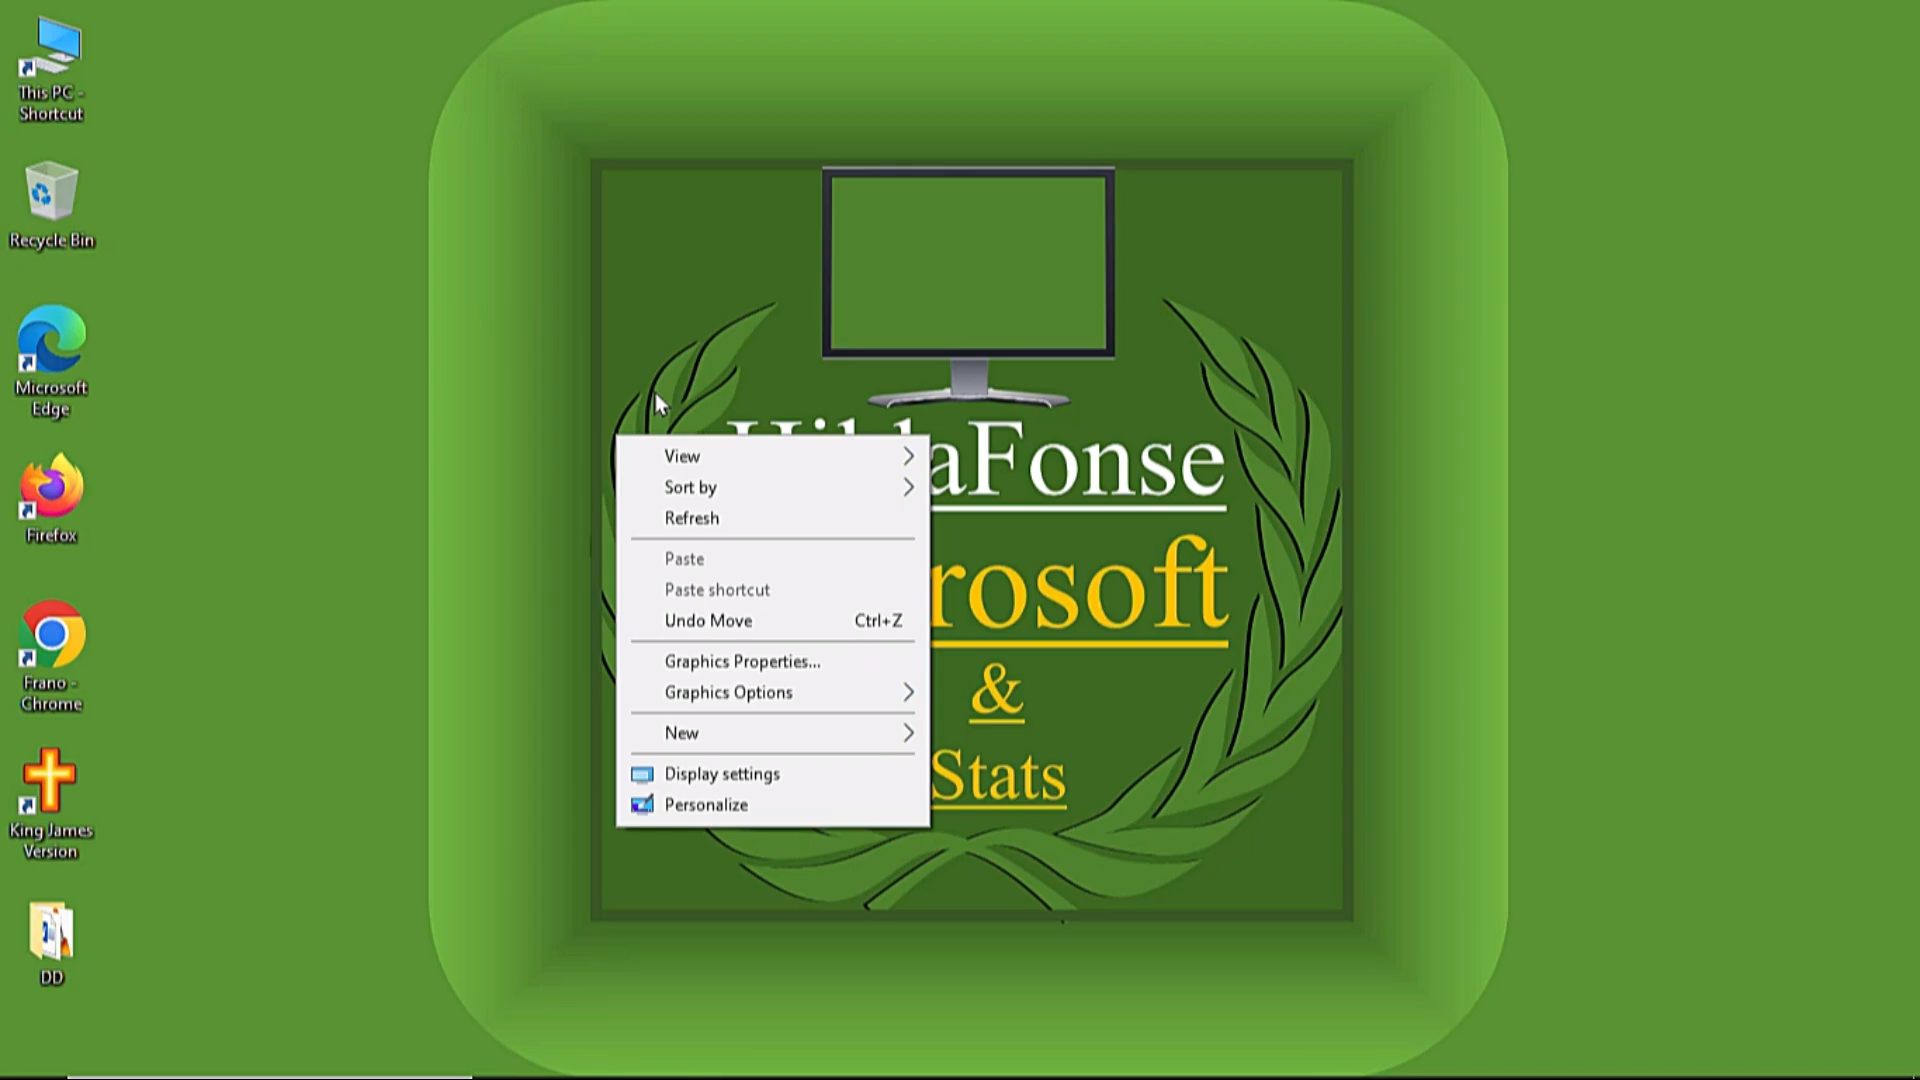 This PC -
Shortcut
Recycle Bin
Microsoft
Edge
Firefox
Frano -
Chrome
King James
Version
DD
View
Sort by
Refresh
Paste
Paste shortcut
Undo Move Ctrl+Z
Graphics Properties...
Graphics Options
New
Display settings
Personalize
aFonse
rosoft
&
Stats